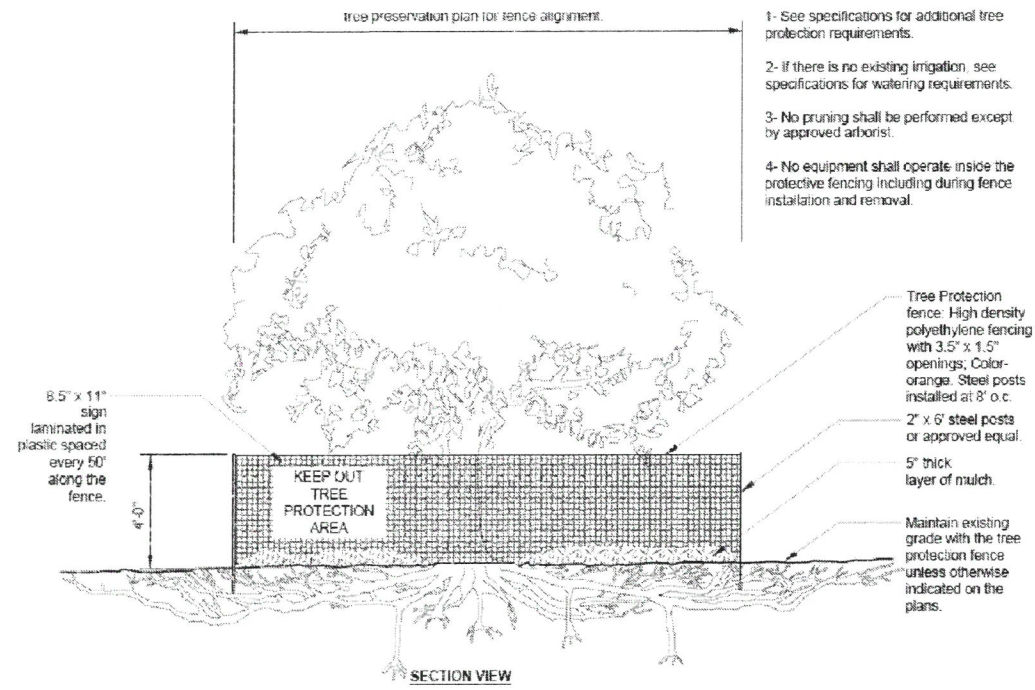 tree preservation plan for fence alignment.
1- See specifications for additional tree
protection requirements.
2- If there is no existing irrigation, see
specifications for watering requirements.
3- No pruning shall be performed except
by approved arborist.
4- No equipment shall operate inside the
protective fencing including during fence
installation and removal.
Tree Protection
fence: High density
polyethylene fencing
with 3.5" x 1.5"
openings; Color-
orange. Steel posts
installed at 8' o.c.
2" x 6' steel posts
or approved equal.
5" thick
layer of mulch.
Maintain existing
grade with the tree
protection fence
unless otherwise
indicated on the
plans.
8.5" x 11"
sign
laminated in
plastic spaced
every 50'
along the
fence.
4'-0"
KEEP OUT
TREE
PROTECTION
AREA
SECTION VIEW